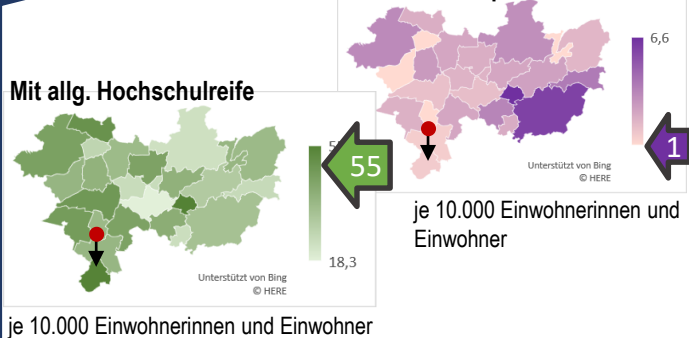 Mit allg. Hochschulreife
55
18,3
Unterstützt von Bing
© HERE
je 10.000 Einwohnerinnen und Einwohner
6,6
1
Unterstützt von Bing
© HERE
je 10.000 Einwohnerinnen und
Einwohner